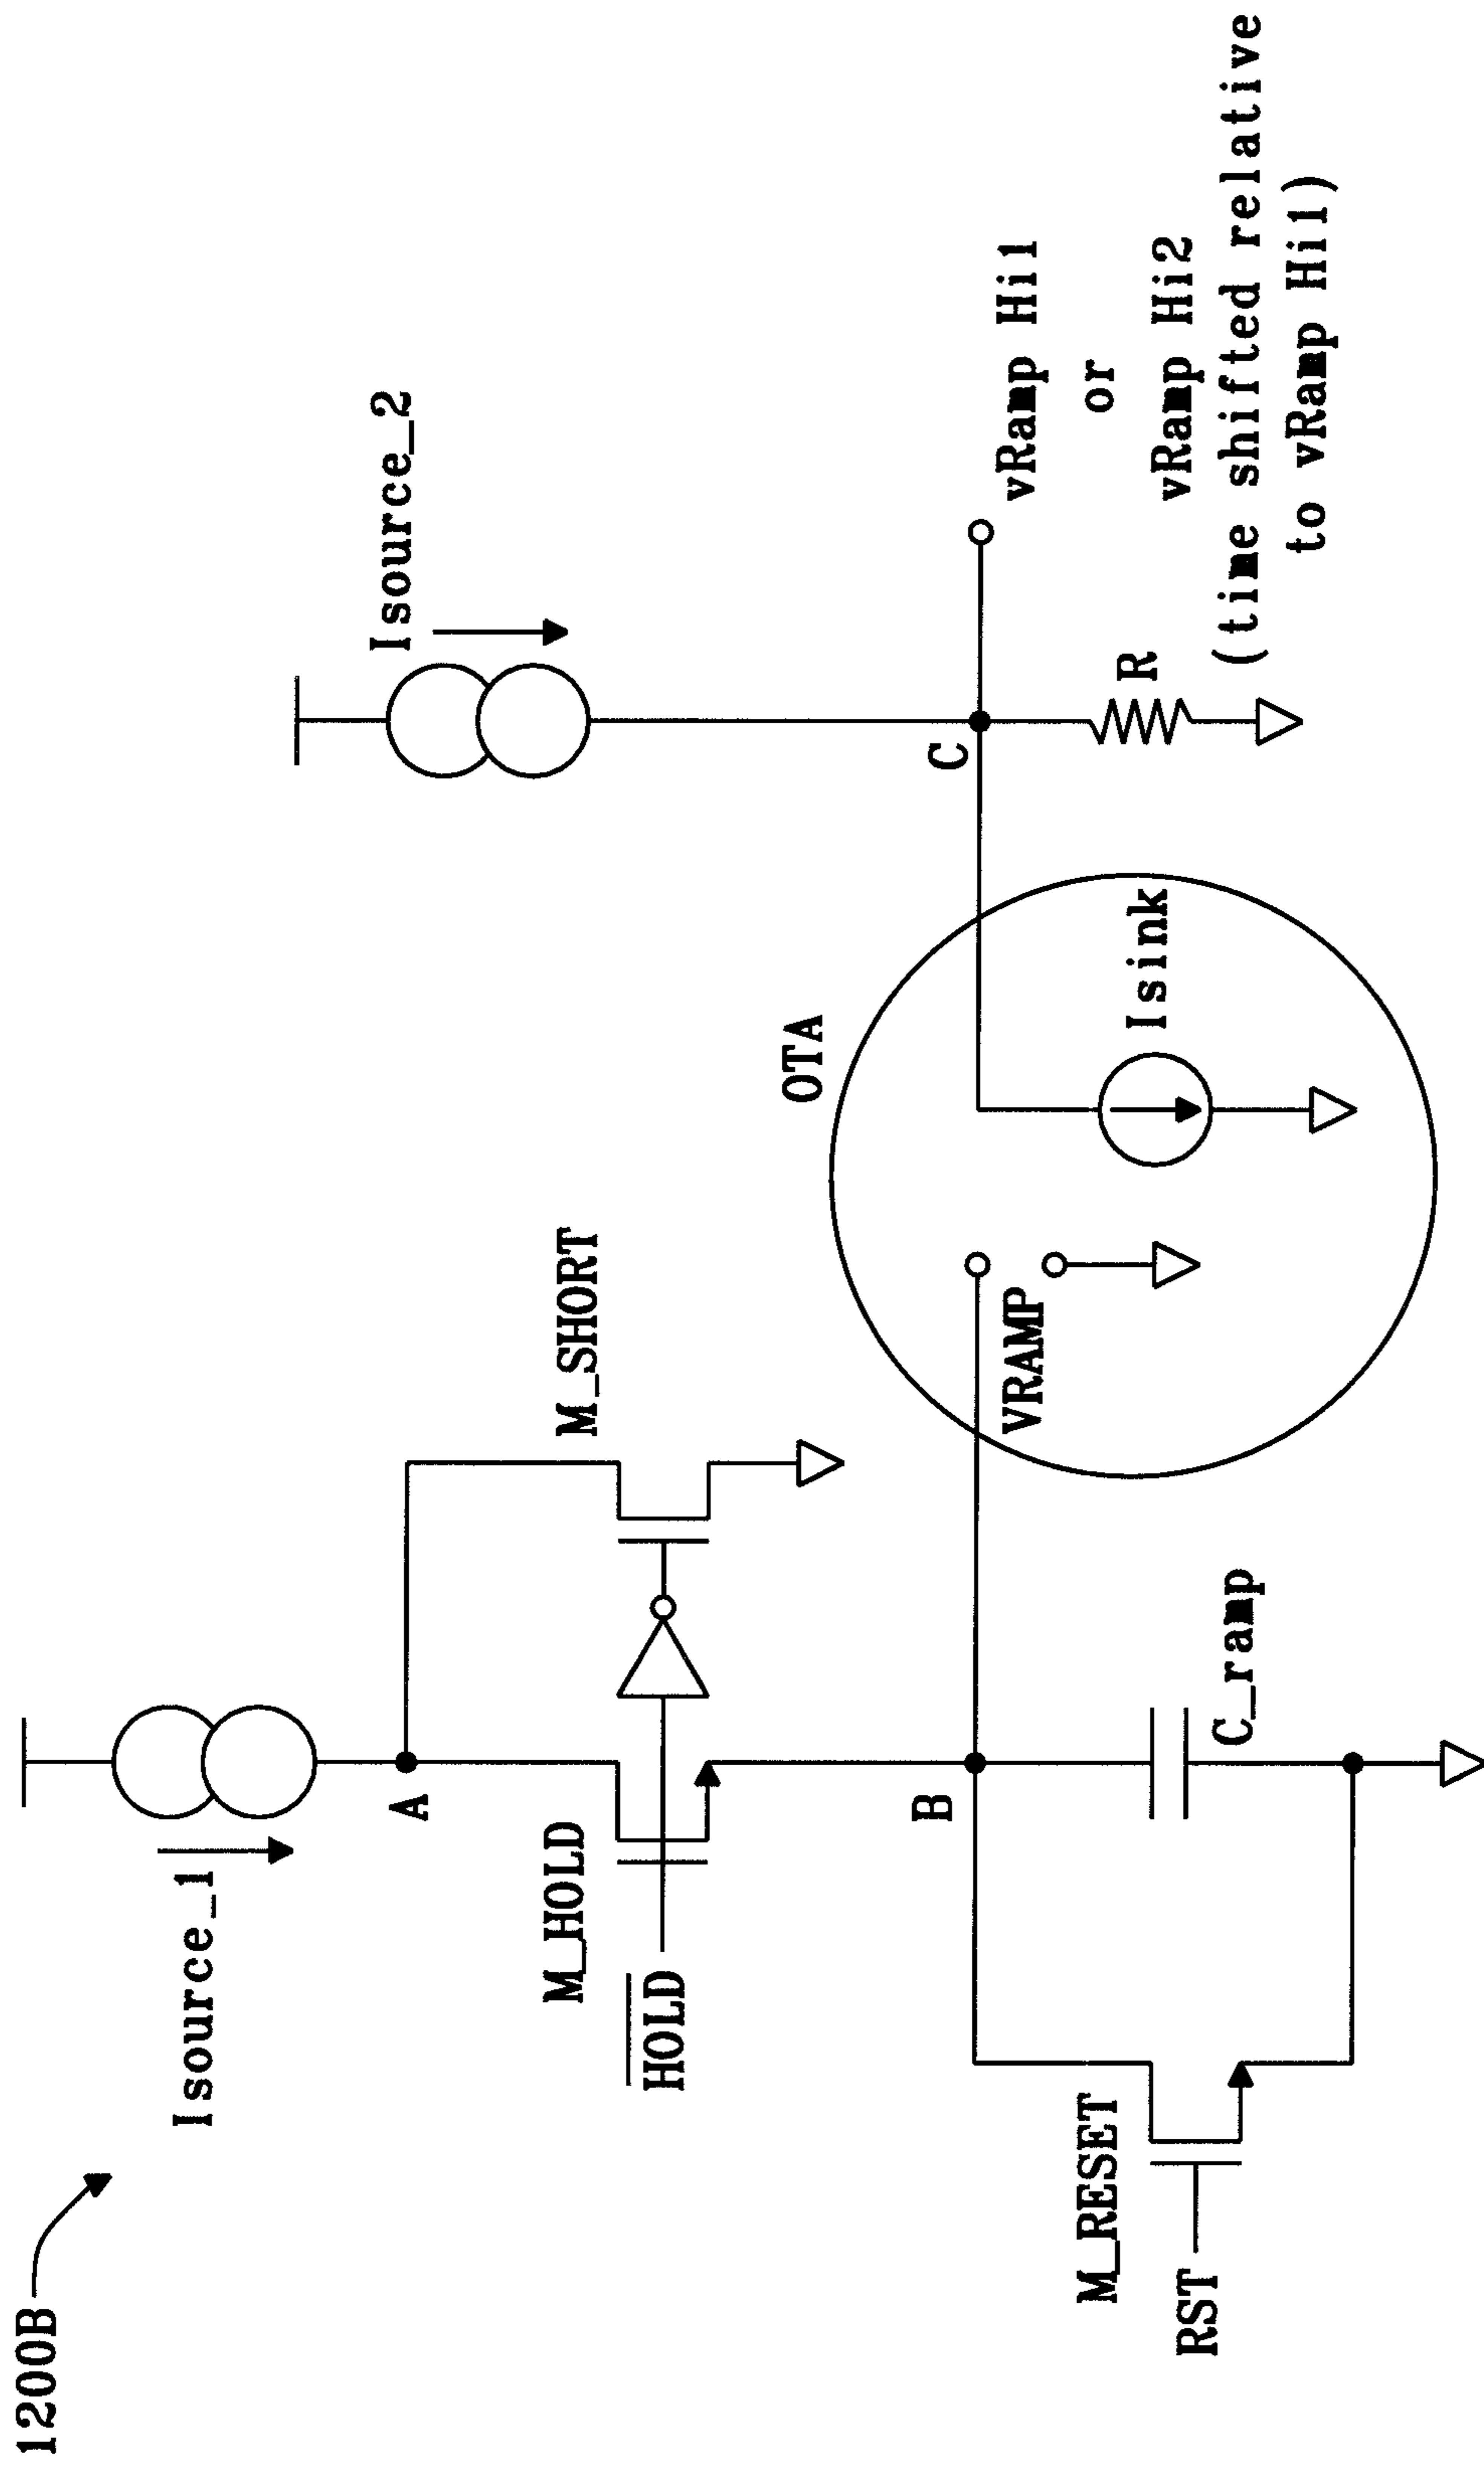 1200B
Isource_1
Isource_2
A
M_HOLD
HOLD
M_SHORT
OTA
B
C
VRAMP
Isink
M_RESET
RST
C_ramp
R
vRamp Hi1
or
vRamp Hi2
(time shifted relative
to vRamp Hi1)